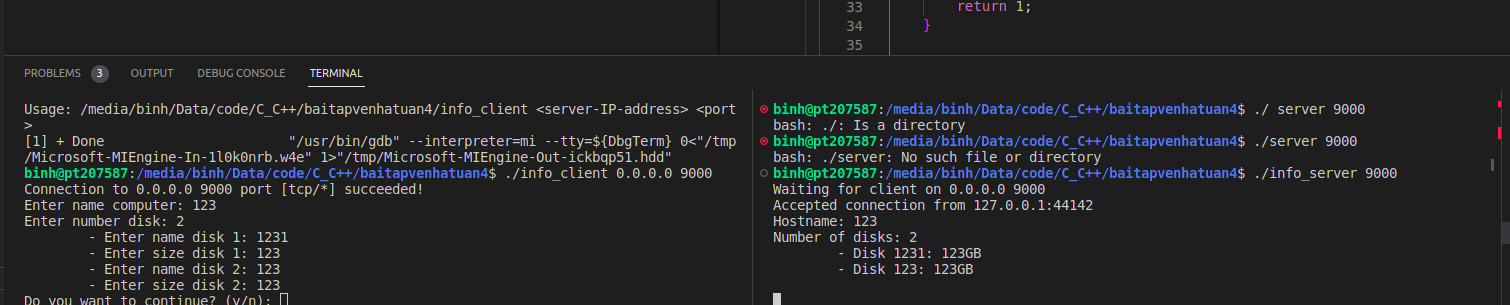 33 return 1;
34 }
35
PROBLEMS 3 OUTPUT DEBUG CONSOLE TERMINAL
Usage: /media/binh/Data/code/C_C++/baitapvenhatuan4/info_client <server-IP-address> <port
>
[1] + Done "/usr/bin/gdb" --interpreter=mi --tty=${DbgTerm} 0<"/tmp
/Microsoft-MIEngine-In-1l0k0nrb.w4e" 1>"/tmp/Microsoft-MIEngine-Out-ickbqp51.hdd"
binh@pt207587:/media/binh/Data/code/C_C++/baitapvenhatuan4$ ./info_client 0.0.0.0 9000
Connection to 0.0.0.0 9000 port [tcp/*] succeeded!
Enter name computer: 123
Enter number disk: 2
- Enter name disk 1: 1231
- Enter size disk 1: 123
- Enter name disk 2: 123
- Enter size disk 2: 123
Do you want to continue? (y/n):
binh@pt207587:/media/binh/Data/code/C_C++/baitapvenhatuan4$ ./ server 9000
bash: ./: Is a directory
binh@pt207587:/media/binh/Data/code/C_C++/baitapvenhatuan4$ ./server 9000
bash: ./server: No such file or directory
binh@pt207587:/media/binh/Data/code/C_C++/baitapvenhatuan4$ ./info_server 9000
Waiting for client on 0.0.0.0 9000
Accepted connection from 127.0.0.1:44142
Hostname: 123
Number of disks: 2
- Disk 1231: 123GB
- Disk 123: 123GB